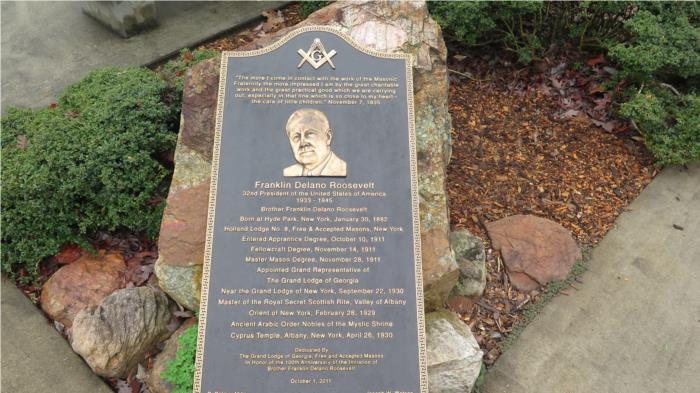 G
"The more I come in contact with the work of the Masonic
Fraternity the more impressed I am by the great charitable
work and the great practical good which we are carrying
out, especially in that line which is so close to my heart -
the care of little children." November 7, 1935
Franklin Delano Roosevelt
32nd President of the United States of America
1933 - 1945
Brother Franklin Delano Roosevelt
Born at Hyde Park, New York, January 30, 1882
Holland Lodge No. 8, Free & Accepted Masons, New York
Entered Apprentice Degree, October 10, 1911
Fellowcraft Degree, November 14, 1911
Master Mason Degree, November 28, 1911
Appointed Grand Representative of
The Grand Lodge of Georgia
Near the Grand Lodge of New York, September 22, 1930
Master of the Royal Secret Scottish Rite, Valley of Albany
Orient of New York, February 28, 1929
Ancient Arabic Order Nobles of the Mystic Shrine
Cyprus Temple, Albany, New York, April 26, 1930
Dedicated By
The Grand Lodge of Georgia, Free and Accepted Masons
In Honor of the 100th Anniversary of the Initiation of
Brother Franklin Delano Roosevelt
October 1, 2011